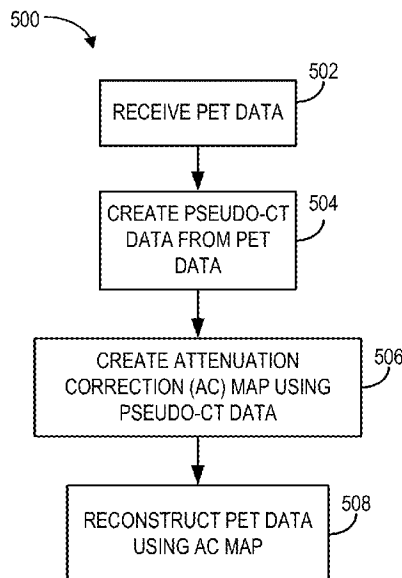 500
502
RECEIVE PET DATA
CREATE PSEUDO-CT
DATA FROM PET
DATA
504
CREATE ATTENUATION
CORRECTION (AC) MAP USING
PSEUDO-CT DATA
506
RECONSTRUCT PET DATA
USING AC MAP
508